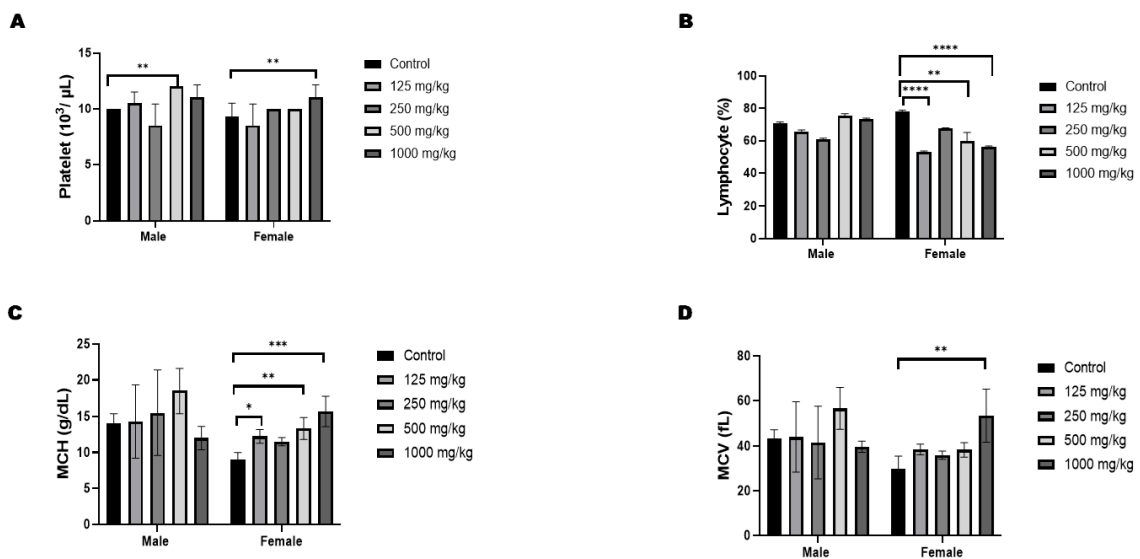 A
Platelet (10³/ µL)
15
10
5
0
**
**
Male
Female
Control
125 mg/kg
250 mg/kg
500 mg/kg
1000 mg/kg
B
Lymphocyte (%)
100
80
60
40
20
0
****
**
****
Male
Female
Control
125 mg/kg
250 mg/kg
500 mg/kg
1000 mg/kg
C
MCH (g/dL)
25
20
15
10
5
0
***
**
*
Male
Female
Control
125 mg/kg
250 mg/kg
500 mg/kg
1000 mg/kg
D
MCV (fL)
80
60
40
20
0
**
Male
Female
Control
125 mg/kg
250 mg/kg
500 mg/kg
1000 mg/kg